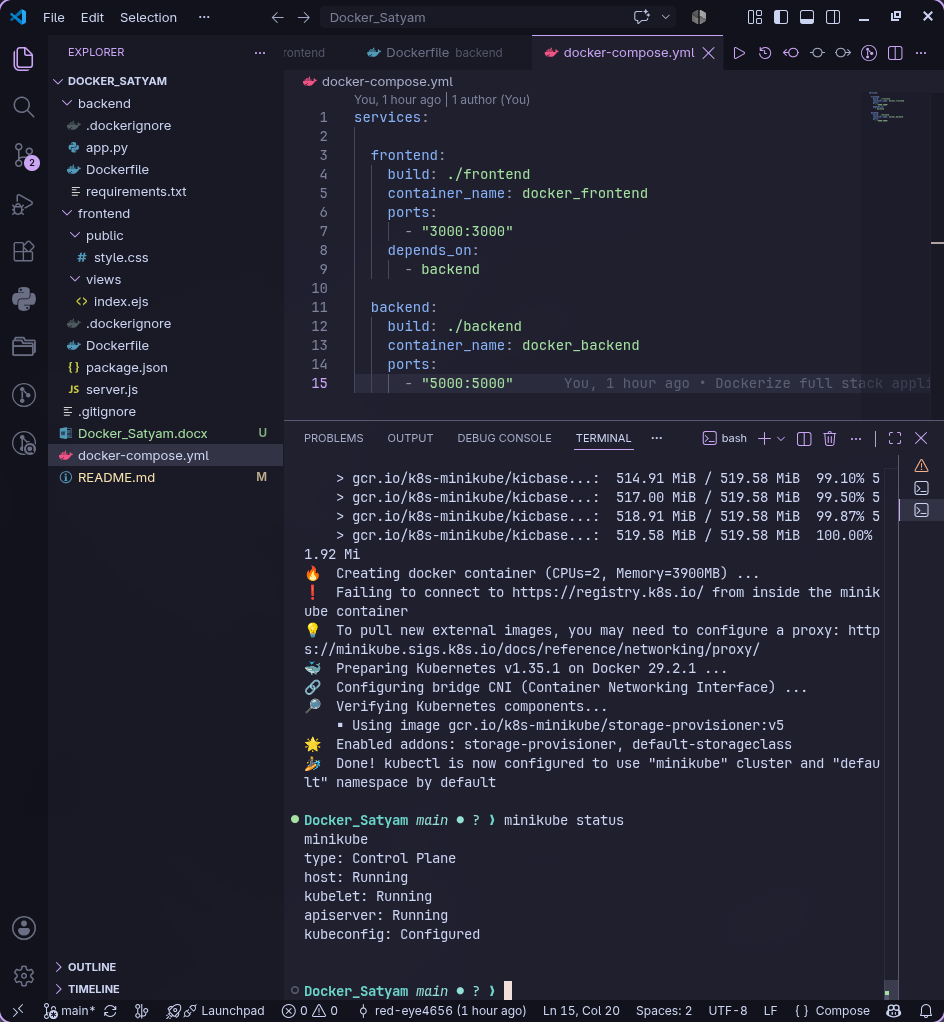 File Edit Selection ··· Docker_Satyam
EXPLORER ···
DOCKER_SATYAM
backend
.dockerignore
app.py
Dockerfile
requirements.txt
frontend
public
# style.css
views
<> index.ejs
.dockerignore
Dockerfile
{} package.json
JS server.js
.gitignore
Docker_Satyam.docx U
docker-compose.yml
README.md M
OUTLINE
TIMELINE
2
rontend Dockerfile backend docker-compose.yml
docker-compose.yml
You, 1 hour ago | 1 author (You)
1 services:
2
3 frontend:
4 build: ./frontend
5 container_name: docker_frontend
6 ports:
7 - "3000:3000"
8 depends_on:
9 - backend
10
11 backend:
12 build: ./backend
13 container_name: docker_backend
14 ports:
15 - "5000:5000" You, 1 hour ago • Dockerize full stack appli
PROBLEMS OUTPUT DEBUG CONSOLE TERMINAL ··· bash
> gcr.io/k8s-minikube/kicbase...: 514.91 MiB / 519.58 MiB 99.10% 5
> gcr.io/k8s-minikube/kicbase...: 517.00 MiB / 519.58 MiB 99.50% 5
> gcr.io/k8s-minikube/kicbase...: 518.91 MiB / 519.58 MiB 99.87% 5
> gcr.io/k8s-minikube/kicbase...: 519.58 MiB / 519.58 MiB 100.00%
1.92 Mi
🔥 Creating docker container (CPUs=2, Memory=3900MB) ...
❗ Failing to connect to https://registry.k8s.io/ from inside the minik
ube container
💡 To pull new external images, you may need to configure a proxy: http
s://minikube.sigs.k8s.io/docs/reference/networking/proxy/
🐳 Preparing Kubernetes v1.35.1 on Docker 29.2.1 ...
🔗 Configuring bridge CNI (Container Networking Interface) ...
🔎 Verifying Kubernetes components...
▪ Using image gcr.io/k8s-minikube/storage-provisioner:v5
🌟 Enabled addons: storage-provisioner, default-storageclass
🎉 Done! kubectl is now configured to use "minikube" cluster and "defau
lt" namespace by default
Docker_Satyam main ● ? ❯ minikube status
minikube
type: Control Plane
host: Running
kubelet: Running
apiserver: Running
kubeconfig: Configured
Docker_Satyam main ● ? ❯
main* Launchpad 0 0 red-eye4656 (1 hour ago) Ln 15, Col 20 Spaces: 2 UTF-8 LF {} Compose